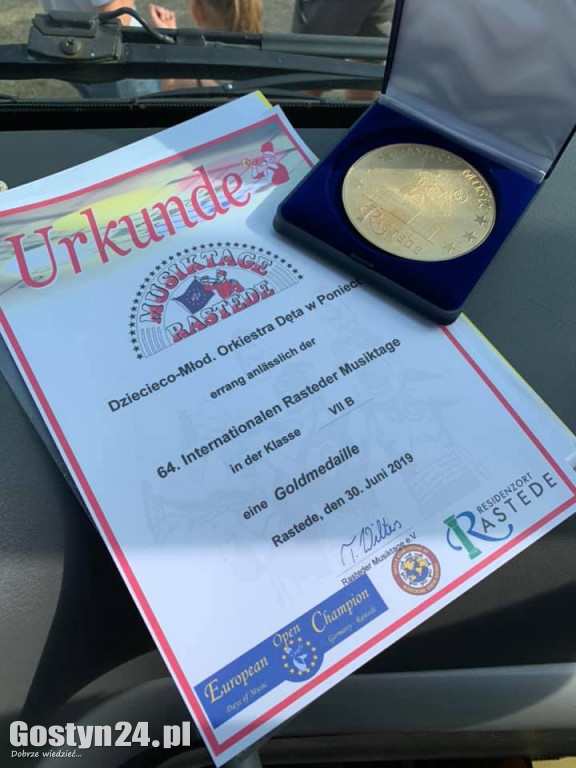 Urkunde
MUSIKTAGE
RASTEDE
Dziecieco-Młod. Orkiestra Dęta w
errang anlässlich der
64. Internationalen Rasteder Musiktage
in der Klasse VII B
eine Goldmedaille
Rastede, den 30. Juni 2019
Rasteder Musiktage e.V.
RESIDENZORT
RASTEDE
European Open Champion
Days of Music Germany - Rastede
RASTEDE
Gostyn24.pl
Dobrze wiedzieć...